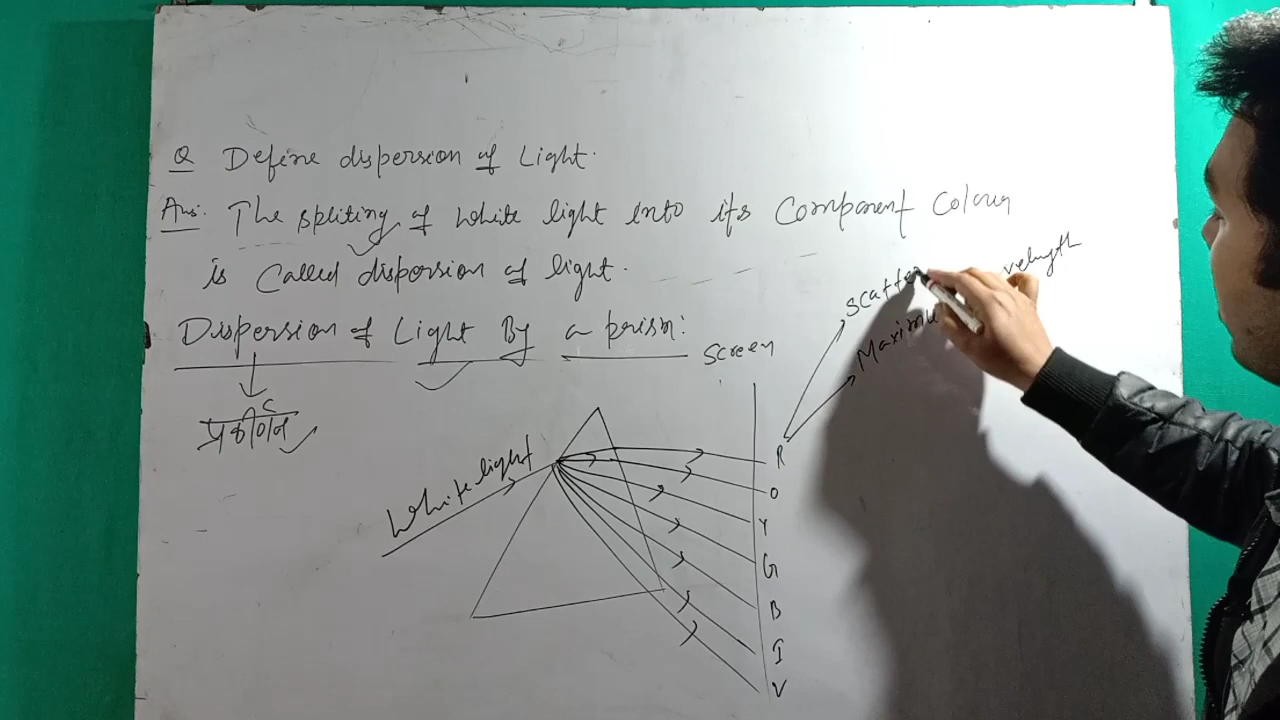 Q Define dispersion of Light.
Ans: The spliting of white light into its Component Colour
is Called dispersion of light.
Dispersion of Light By a prism:
प्रकीर्णन
Screen
White light
Scatter
R
O
Y
G
B
I
V